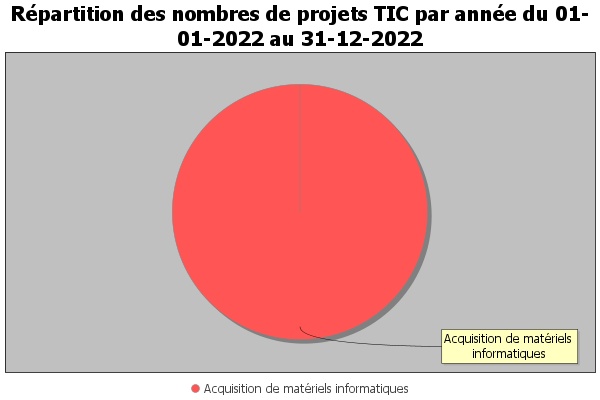 Répartition des nombres de projets TIC par année du 01-
01-2022 au 31-12-2022
Acquisition de matériels
informatiques
Acquisition de matériels informatiques